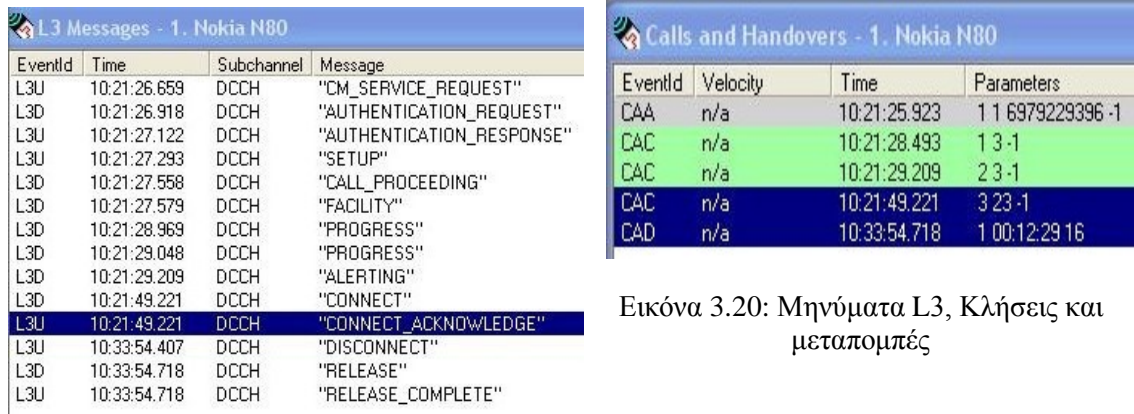 L3 Messages - 1. Nokia N80
EventId Time Subchannel Message
L3U 10:21:26.659 DCCH "CM_SERVICE_REQUEST"
L3D 10:21:26.918 DCCH "AUTHENTICATION_REQUEST"
L3U 10:21:27.122 DCCH "AUTHENTICATION_RESPONSE"
L3U 10:21:27.293 DCCH "SETUP"
L3D 10:21:27.558 DCCH "CALL_PROCEEDING"
L3D 10:21:27.579 DCCH "FACILITY"
L3D 10:21:28.969 DCCH "PROGRESS"
L3D 10:21:29.048 DCCH "PROGRESS"
L3D 10:21:29.209 DCCH "ALERTING"
L3D 10:21:49.221 DCCH "CONNECT"
L3U 10:21:49.221 DCCH "CONNECT_ACKNOWLEDGE"
L3U 10:33:54.407 DCCH "DISCONNECT"
L3D 10:33:54.718 DCCH "RELEASE"
L3U 10:33:54.718 DCCH "RELEASE_COMPLETE"
Calls and Handovers - 1. Nokia N80
EventId Velocity Time Parameters
CAA n/a 10:21:25.923 1 1 6979229396 -1
CAC n/a 10:21:28.493 1 3 -1
CAC n/a 10:21:29.209 2 3 -1
CAC n/a 10:21:49.221 3 23 -1
CAD n/a 10:33:54.718 1 00:12:29 16
Εικόνα 3.20: Μηνύματα L3, Κλήσεις και
μεταπομπές